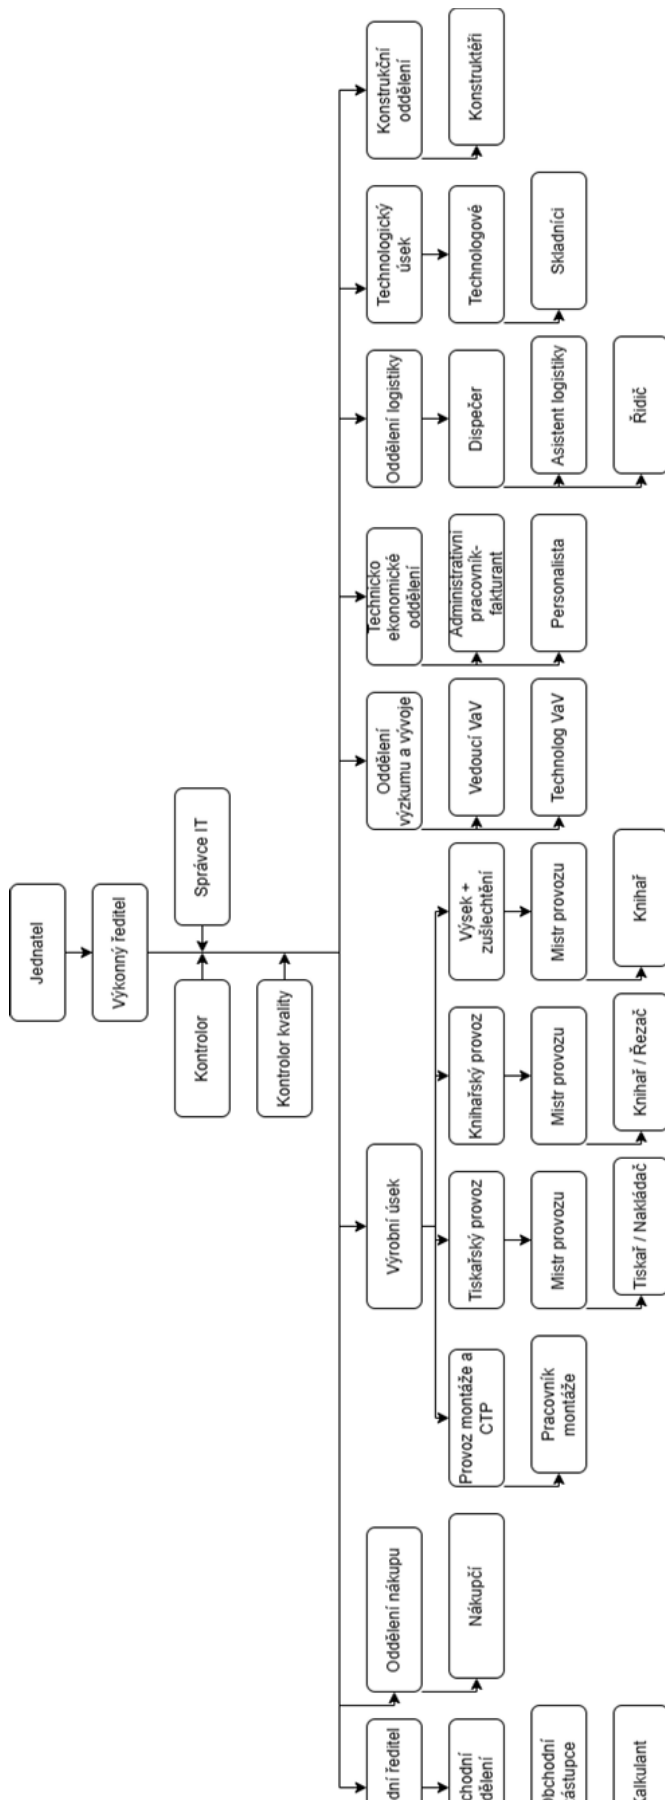 Jednatel
Výkonný ředitel
Kontrolor
Správce IT
Kontrolor kvality
ředitel
Oddělení nákupu
Výrobní úsek
Oddělení
výzkumu a vývoje
Technicko
ekonomické
oddělení
Oddělení logistiky
Technologický
úsek
Konstrukční
oddělení
Nákupčí
Provoz montáže a
CTP
Tiskařský provoz
Knihařský provoz
Výsek +
zušlechtění
Vedoucí VaV
Administrativní
pracovník-
fakturant
Dispečer
Technologové
Konstruktéři
Obchodní
Pracovník
montáže
Mistr provozu
Mistr provozu
Mistr provozu
Technolog VaV
Personalista
Asistent logistiky
Skladníci
Kalkulant
Tiskař / Nakládač
Knihař / Řezač
Knihař
Řidič